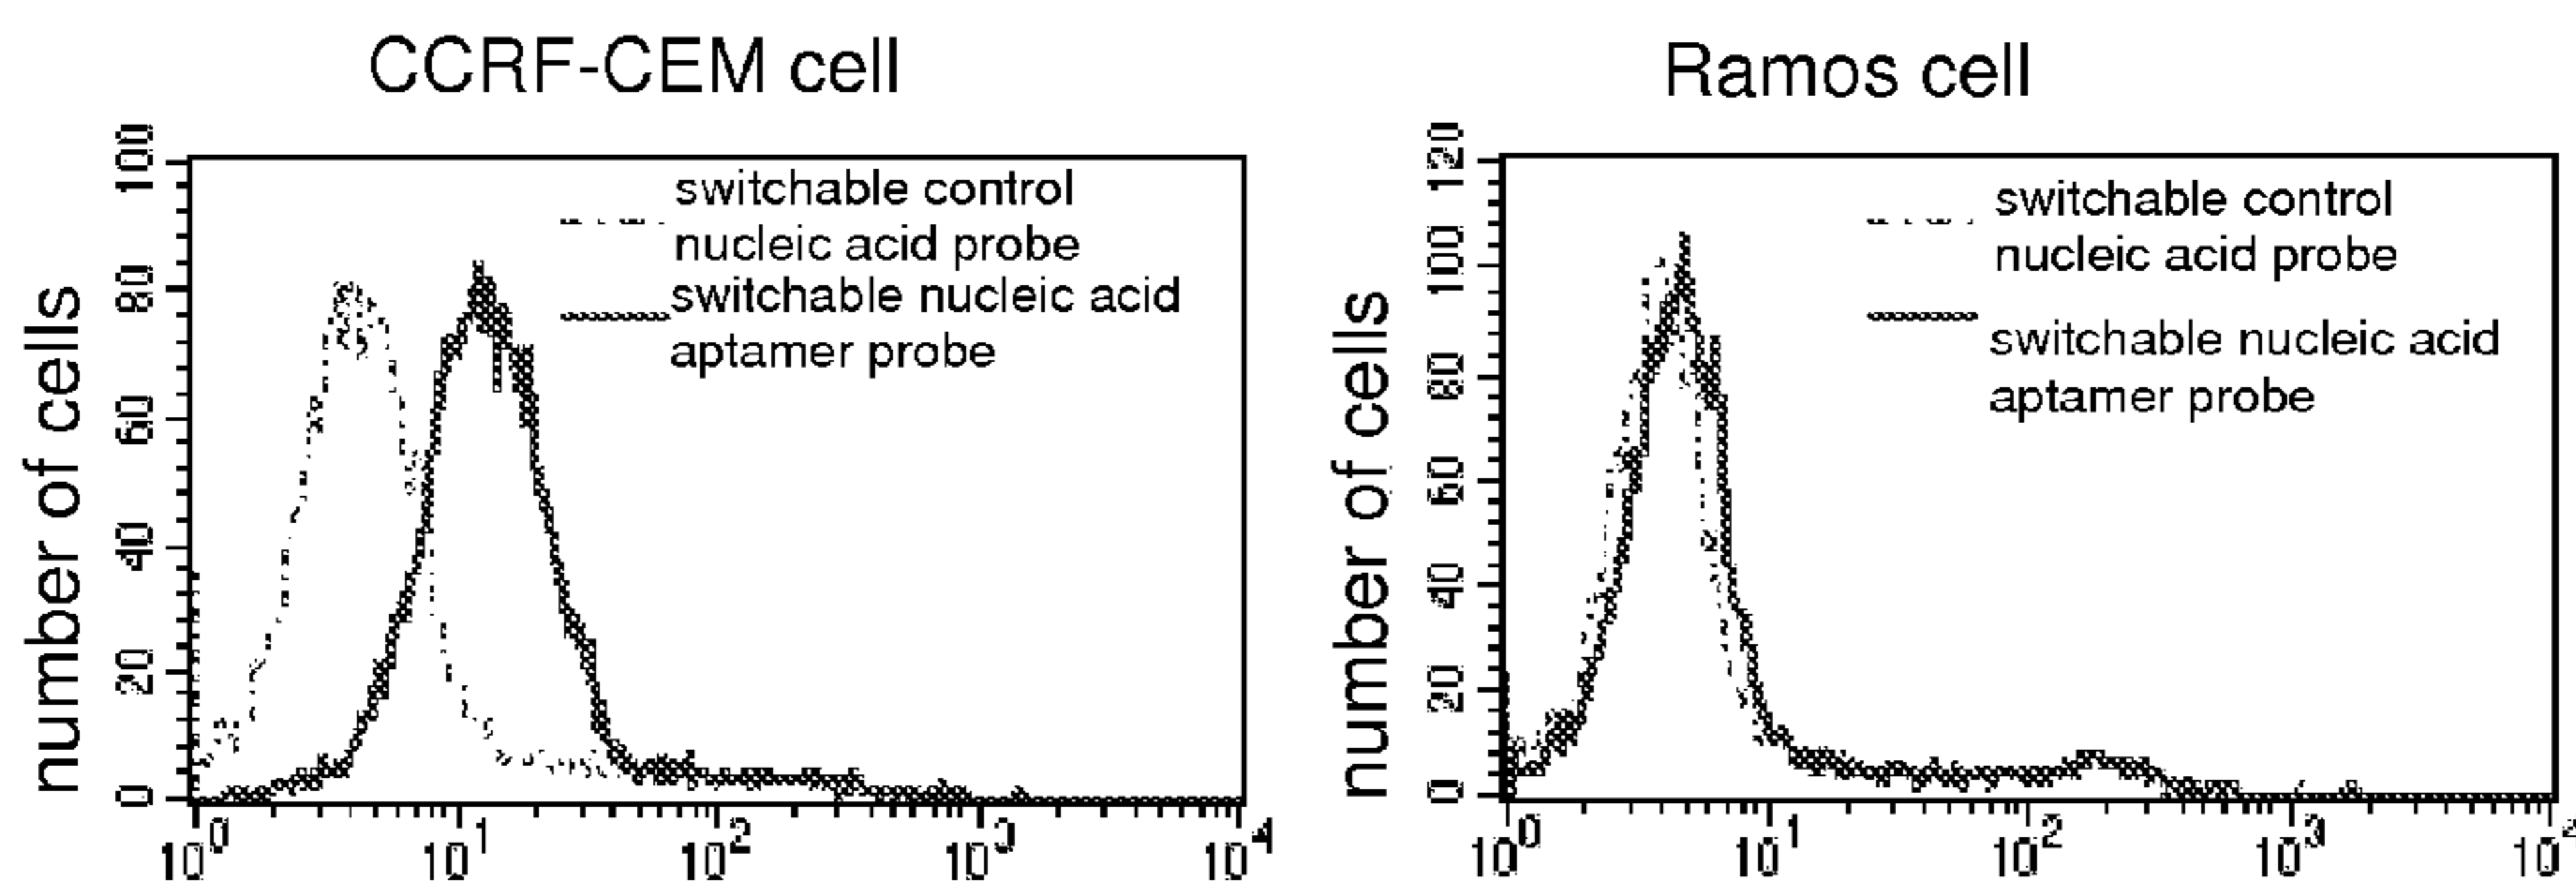 CCRF-CEM cell
number of cells
100
80
60
40
20
0
switchable control
nucleic acid probe
switchable nucleic acid
aptamer probe
10^0 10^1 10^2 10^3 10^4
Ramos cell
number of cells
120
100
80
60
40
20
0
switchable control
nucleic acid probe
switchable nucleic acid
aptamer probe
10^0 10^1 10^2 10^3 10^4